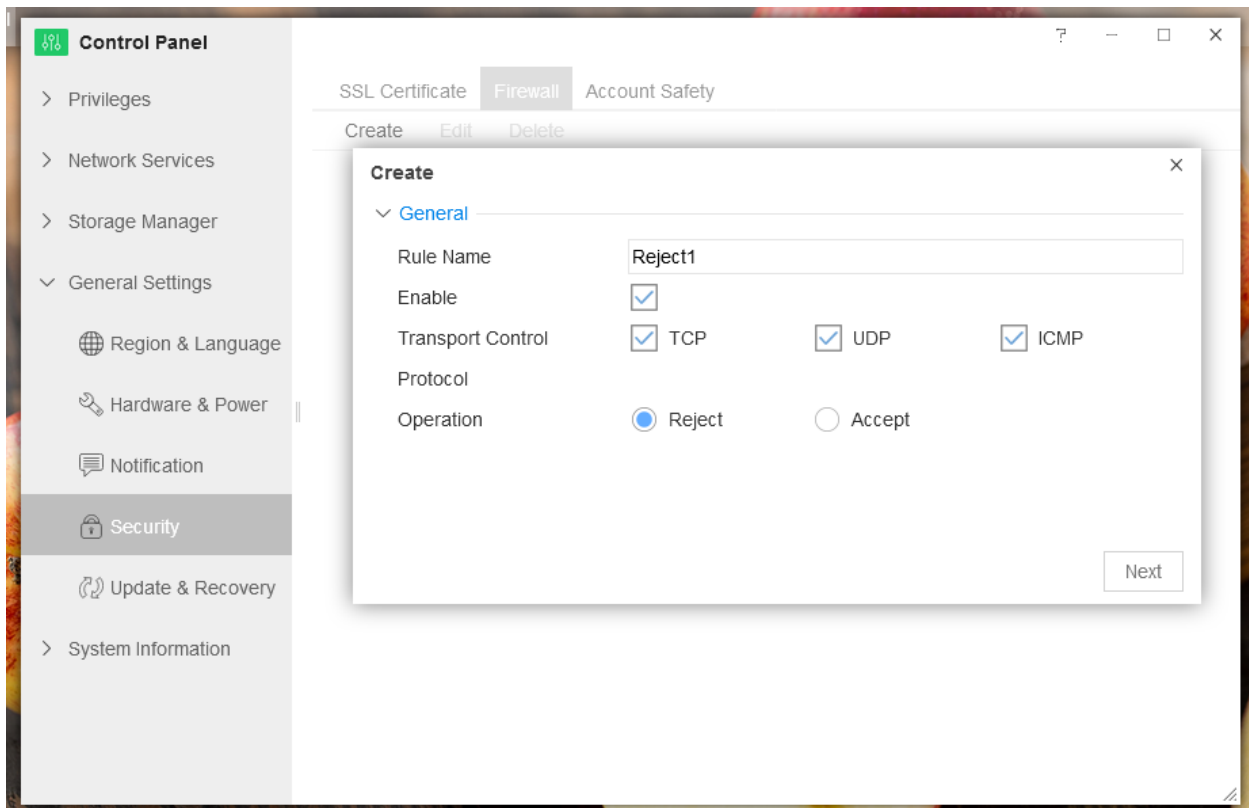 Control Panel
Privileges
Network Services
Storage Manager
General Settings
Region & Language
Hardware & Power
Notification
Security
Update & Recovery
System Information
?
SSL Certificate Firewall Account Safety
Create Edit Delete
Create
General
Rule Name Reject1
Enable
Transport Control TCP UDP ICMP
Protocol
Operation Reject Accept
Next